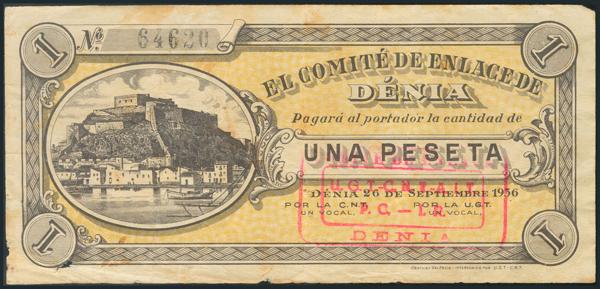 1
1
No. 64620
EL COMITÉ DE ENLACE DE
DÉNIA
Pagará al portador la cantidad de
UNA PESETA
DÉNIA 26 DE SEPTIEMBRE 1936
POR LA C.N.T.
UN VOCAL,
POR LA U.G.T.
UN VOCAL,
U.G.T-C.N.T.
P.C.-I.R.
DENIA
1
1